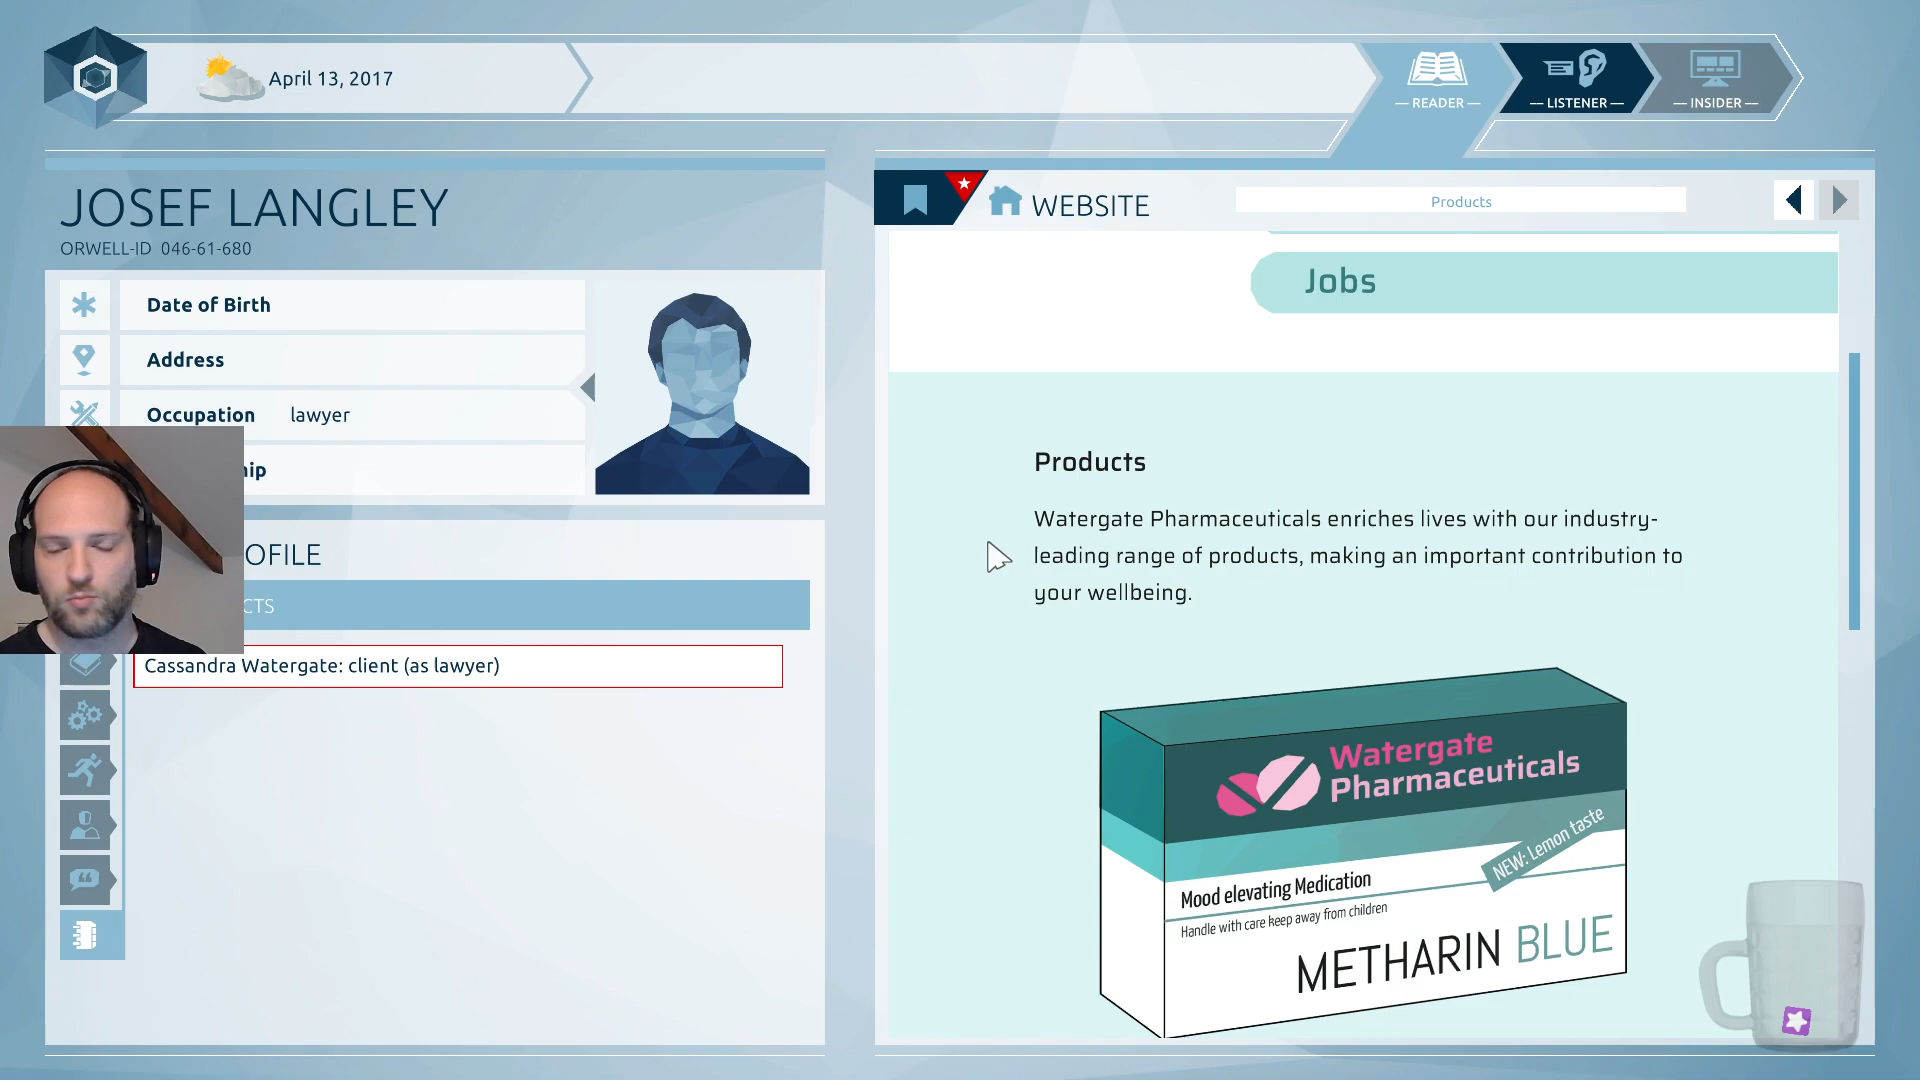 April 13, 2017
— READER —
— LISTENER —
— INSIDER —
JOSEF LANGLEY
ORWELL-ID 046-61-680
Date of Birth
Address
Occupation lawyer
ip
OFILE
CTS
Cassandra Watergate: client (as lawyer)
WEBSITE
Products
Jobs
Products
Watergate Pharmaceuticals enriches lives with our industry-
leading range of products, making an important contribution to
your wellbeing.
Watergate
Pharmaceuticals
NEW: Lemon taste
Mood elevating Medication
Handle with care keep away from children
METHARIN BLUE